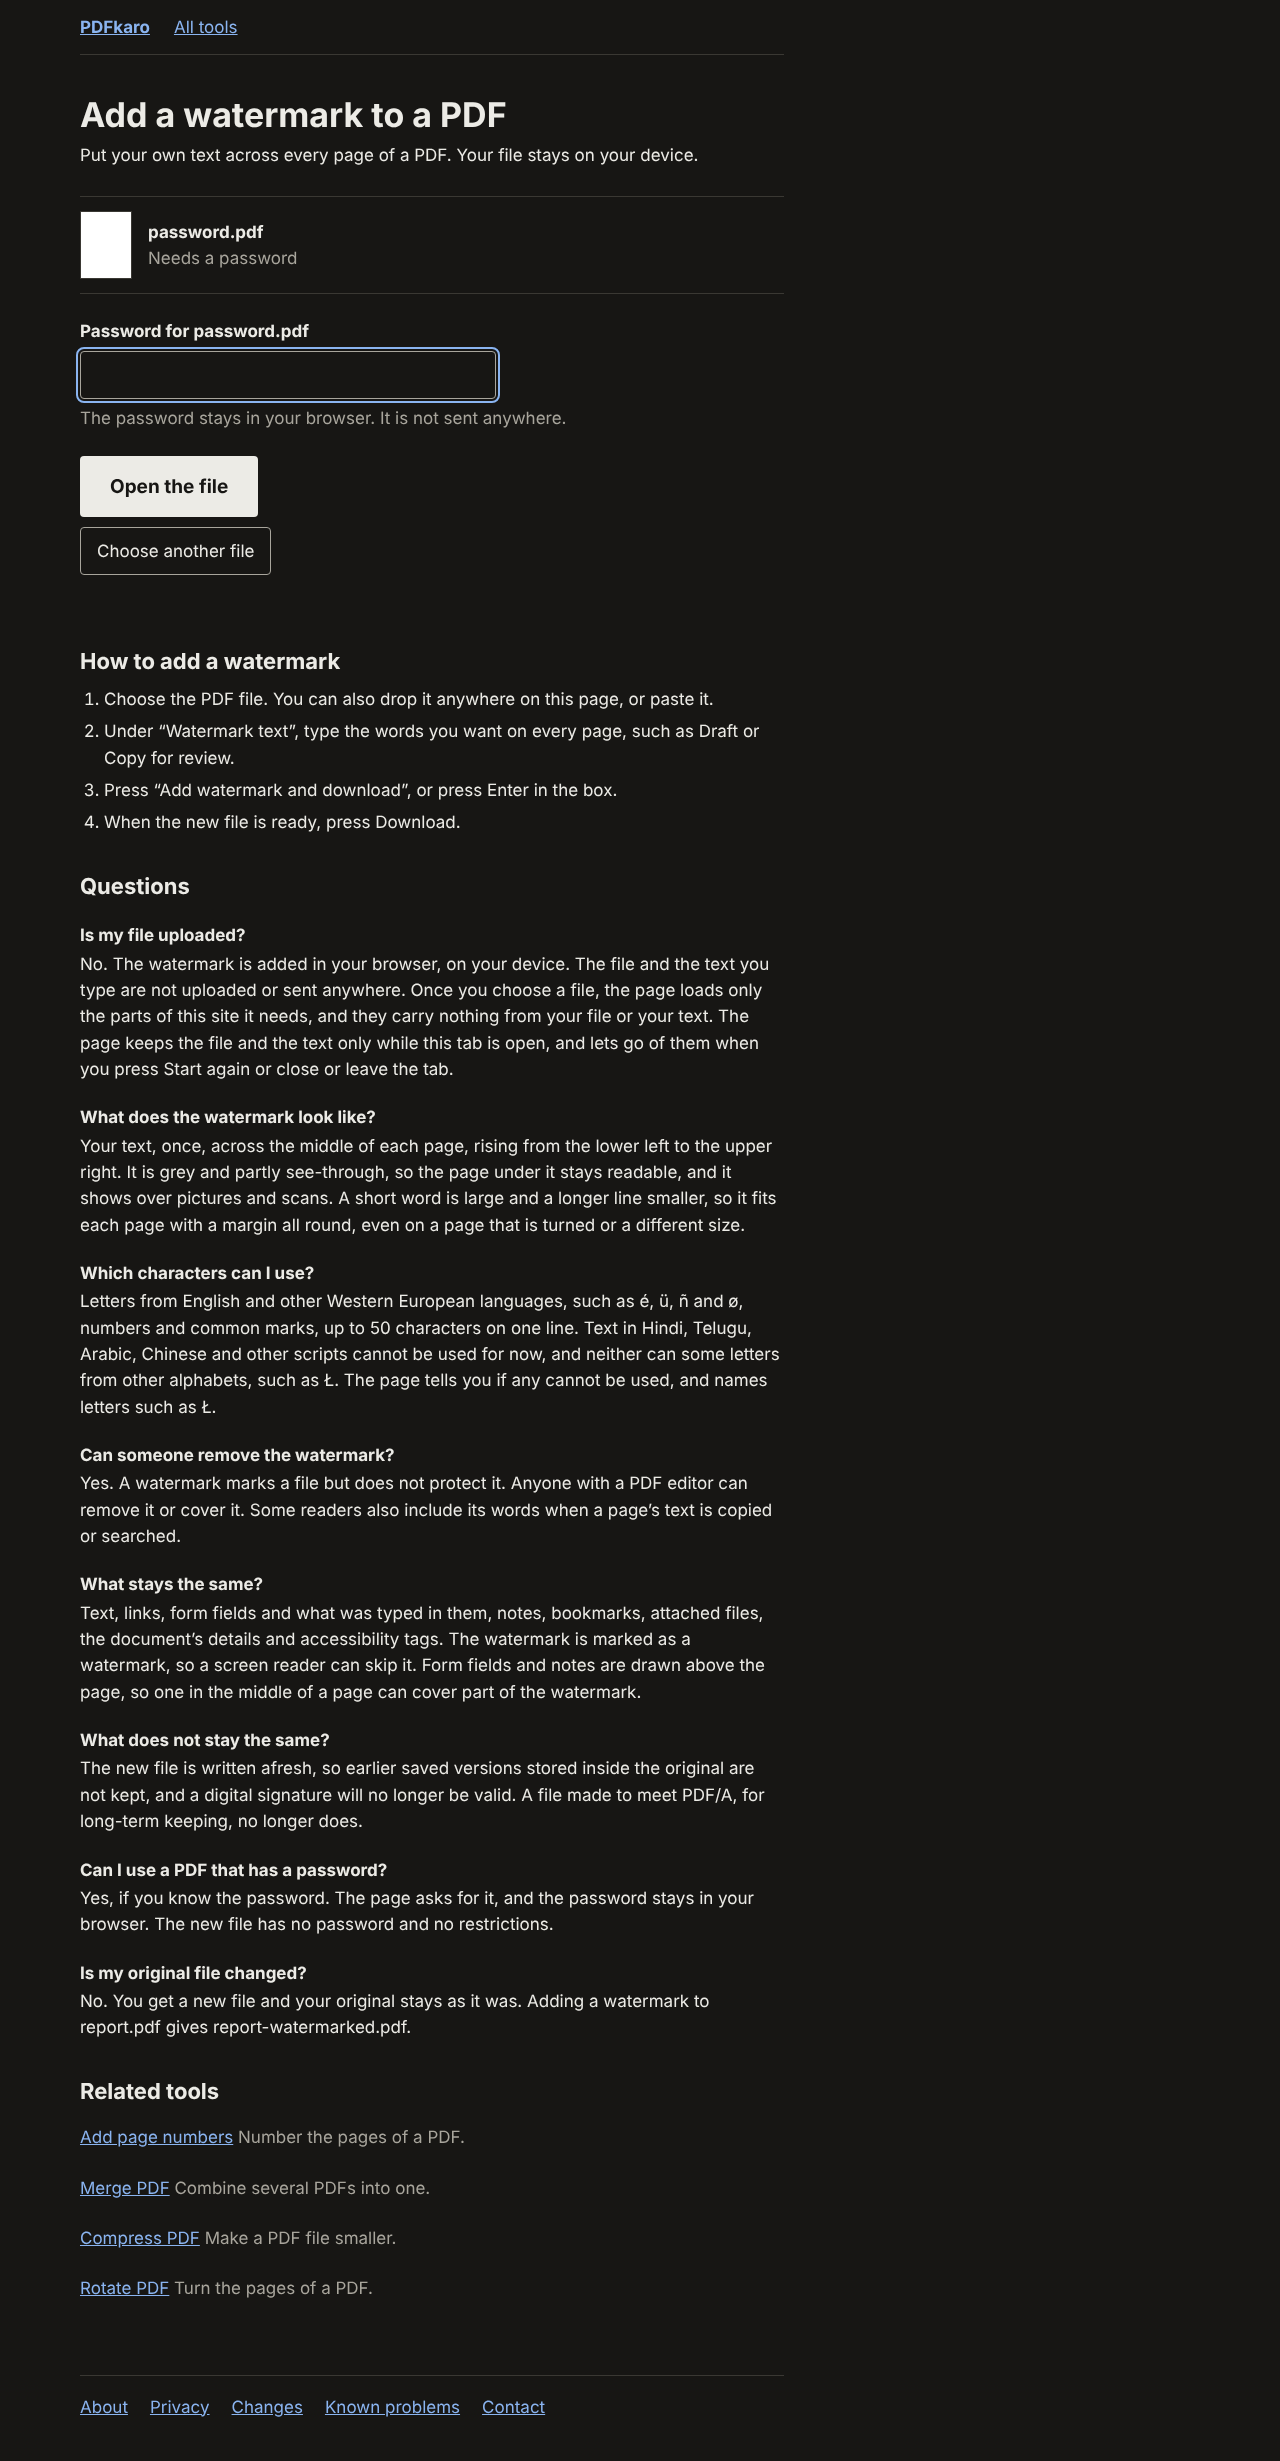 PDFkaro All tools
Add a watermark to a PDF
Put your own text across every page of a PDF. Your file stays on your device.
password.pdf
Needs a password
Password for password.pdf
The password stays in your browser. It is not sent anywhere.
Open the file
Choose another file
How to add a watermark
1. Choose the PDF file. You can also drop it anywhere on this page, or paste it.
2. Under “Watermark text”, type the words you want on every page, such as Draft or
Copy for review.
3. Press “Add watermark and download”, or press Enter in the box.
4. When the new file is ready, press Download.
Questions
Is my file uploaded?
No. The watermark is added in your browser, on your device. The file and the text you
type are not uploaded or sent anywhere. Once you choose a file, the page loads only
the parts of this site it needs, and they carry nothing from your file or your text. The
page keeps the file and the text only while this tab is open, and lets go of them when
you press Start again or close or leave the tab.
What does the watermark look like?
Your text, once, across the middle of each page, rising from the lower left to the upper
right. It is grey and partly see-through, so the page under it stays readable, and it
shows over pictures and scans. A short word is large and a longer line smaller, so it fits
each page with a margin all round, even on a page that is turned or a different size.
Which characters can I use?
Letters from English and other Western European languages, such as é, ü, ñ and ø,
numbers and common marks, up to 50 characters on one line. Text in Hindi, Telugu,
Arabic, Chinese and other scripts cannot be used for now, and neither can some letters
from other alphabets, such as Ł. The page tells you if any cannot be used, and names
letters such as Ł.
Can someone remove the watermark?
Yes. A watermark marks a file but does not protect it. Anyone with a PDF editor can
remove it or cover it. Some readers also include its words when a page’s text is copied
or searched.
What stays the same?
Text, links, form fields and what was typed in them, notes, bookmarks, attached files,
the document’s details and accessibility tags. The watermark is marked as a
watermark, so a screen reader can skip it. Form fields and notes are drawn above the
page, so one in the middle of a page can cover part of the watermark.
What does not stay the same?
The new file is written afresh, so earlier saved versions stored inside the original are
not kept, and a digital signature will no longer be valid. A file made to meet PDF/A, for
long-term keeping, no longer does.
Can I use a PDF that has a password?
Yes, if you know the password. The page asks for it, and the password stays in your
browser. The new file has no password and no restrictions.
Is my original file changed?
No. You get a new file and your original stays as it was. Adding a watermark to
report.pdf gives report-watermarked.pdf.
Related tools
Add page numbers Number the pages of a PDF.
Merge PDF Combine several PDFs into one.
Compress PDF Make a PDF file smaller.
Rotate PDF Turn the pages of a PDF.
About Privacy Changes Known problems Contact